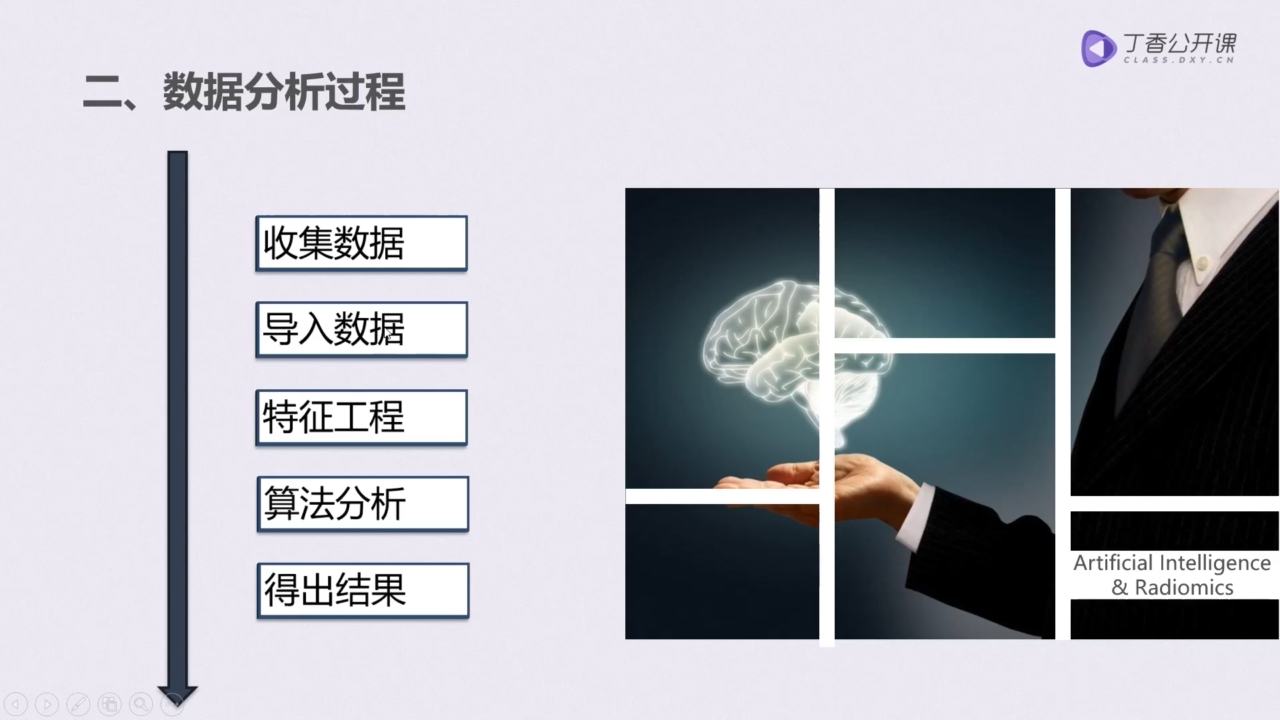 丁香公开课
CLASS.DXY.CN
二、数据分析过程
收集数据
导入数据
特征工程
算法分析
得出结果
Artificial Intelligence
& Radiomics